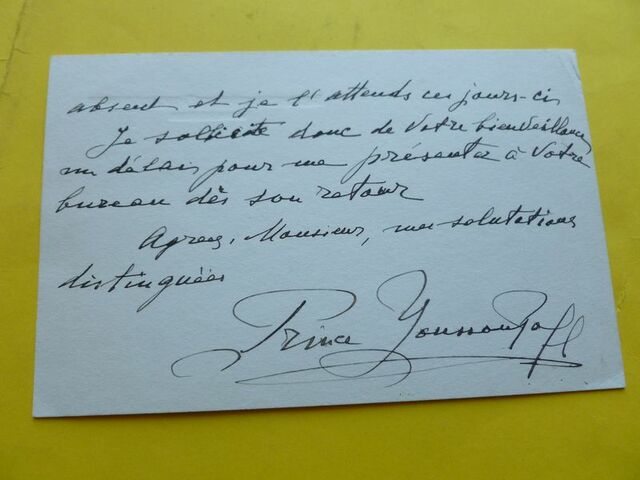 absent et je l'attends ces jours-ci
Je sollicite donc de Votre bienveillance
un délai pour me présenter à Votre
bureau dès son retour
Agreez, Monsieur, mes salutations
distinguées
Prince Youssoupoff